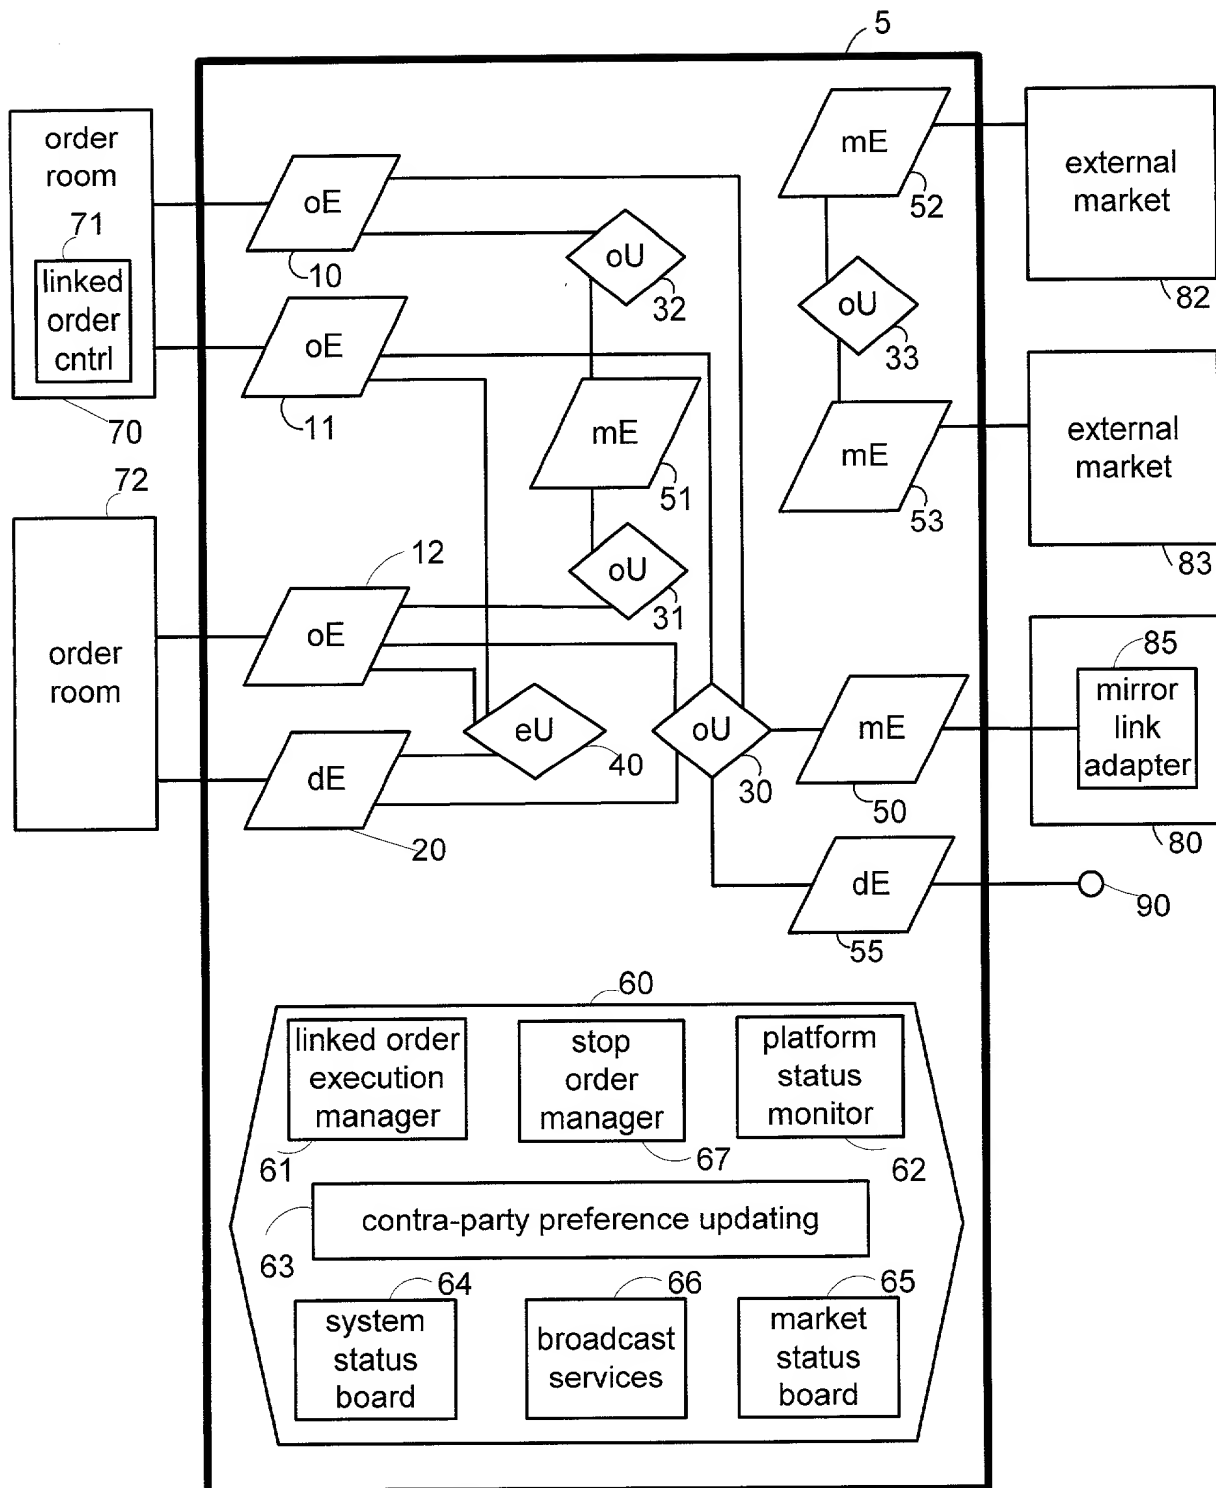 5
order
room
71
linked
order
cntrl
70
72
order
room
oE
10
oE
11
12
oE
dE
20
oU
32
mE
51
oU
31
eU
40
oU
30
mE
52
oU
33
mE
53
mE
50
dE
55
external
market
82
external
market
83
85
mirror
link
adapter
80
90
60
linked order
execution
manager
61
stop
order
manager
67
platform
status
monitor
62
contra-party preference updating
63
64
system
status
board
66
broadcast
services
65
market
status
board